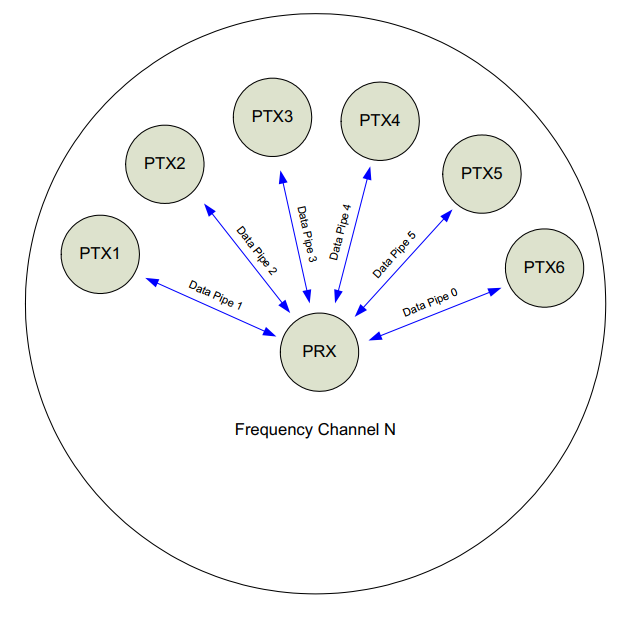 PTX3
PTX4
PTX2
PTX5
PTX1
PTX6
Data Pipe 1
Data Pipe 2
Data Pipe 3
Data Pipe 4
Data Pipe 5
Data Pipe 0
PRX
Frequency Channel N